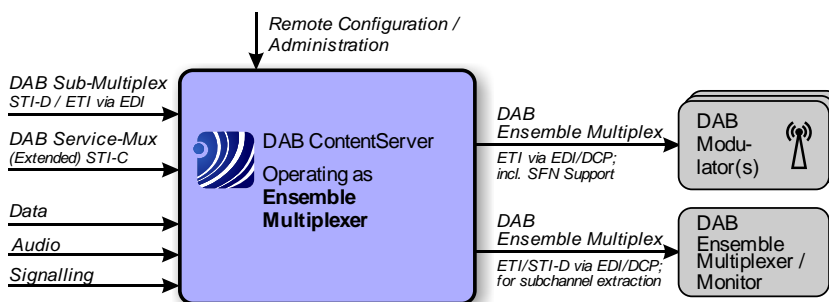 Remote Configuration /
Administration
DAB Sub-Multiplex
STI-D / ETI via EDI
DAB Service-Mux
(Extended) STI-C
Data
Audio
Signalling
DAB ContentServer
Operating as
Ensemble
Multiplexer
DAB
Ensemble Multiplex
ETI via EDI/DCP;
incl. SFN Support
DAB
Ensemble Multiplex
ETI/STI-D via EDI/DCP;
for subchannel extraction
DAB
Modu-
lator(s)
DAB
Ensemble
Multiplexer /
Monitor